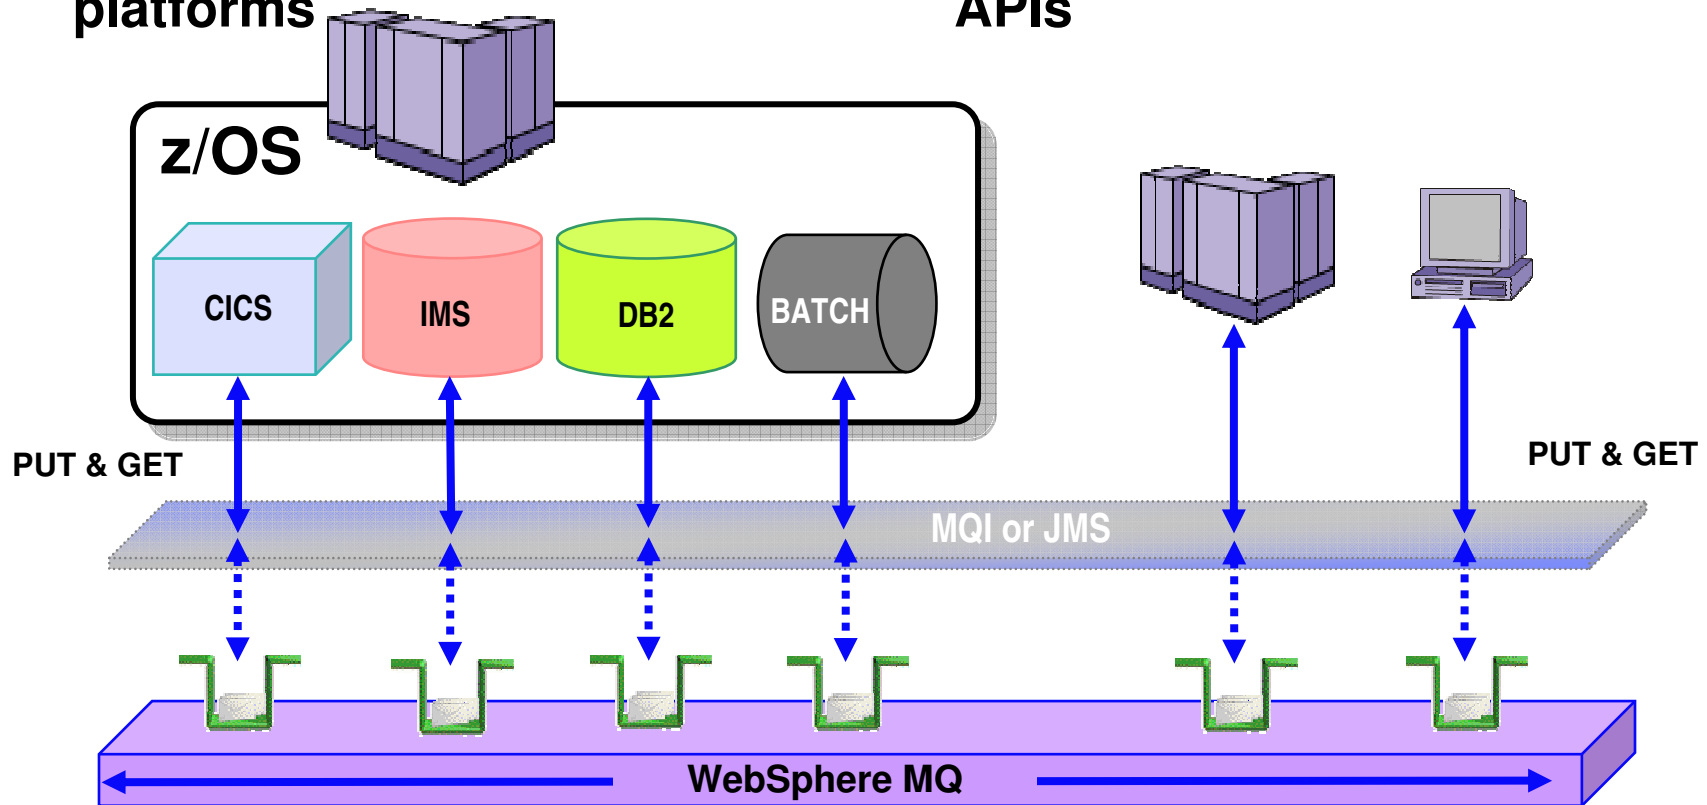 platforms
APIs
z/OS
CICS
IMS
DB2
BATCH
PUT & GET
PUT & GET
MQI or JMS
WebSphere MQ